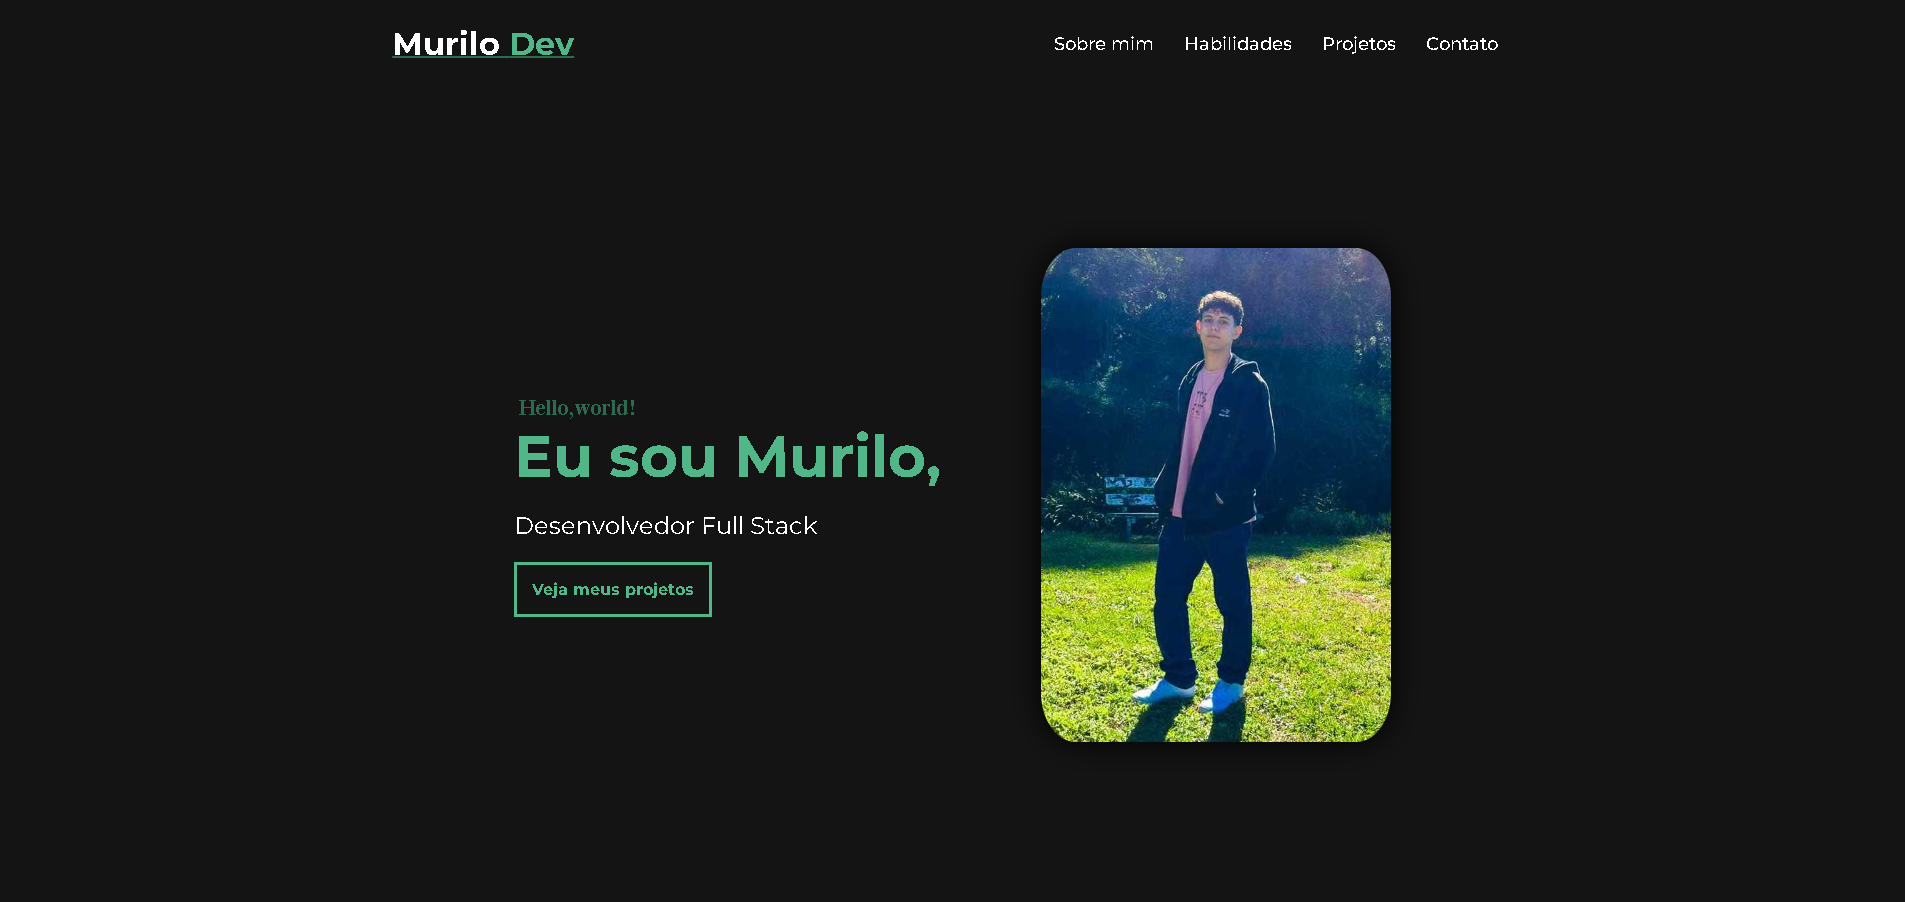 Murilo Dev
Sobre mim Habilidades Projetos Contato
Hello,world!
Eu sou Murilo,
Desenvolvedor Full Stack
Veja meus projetos